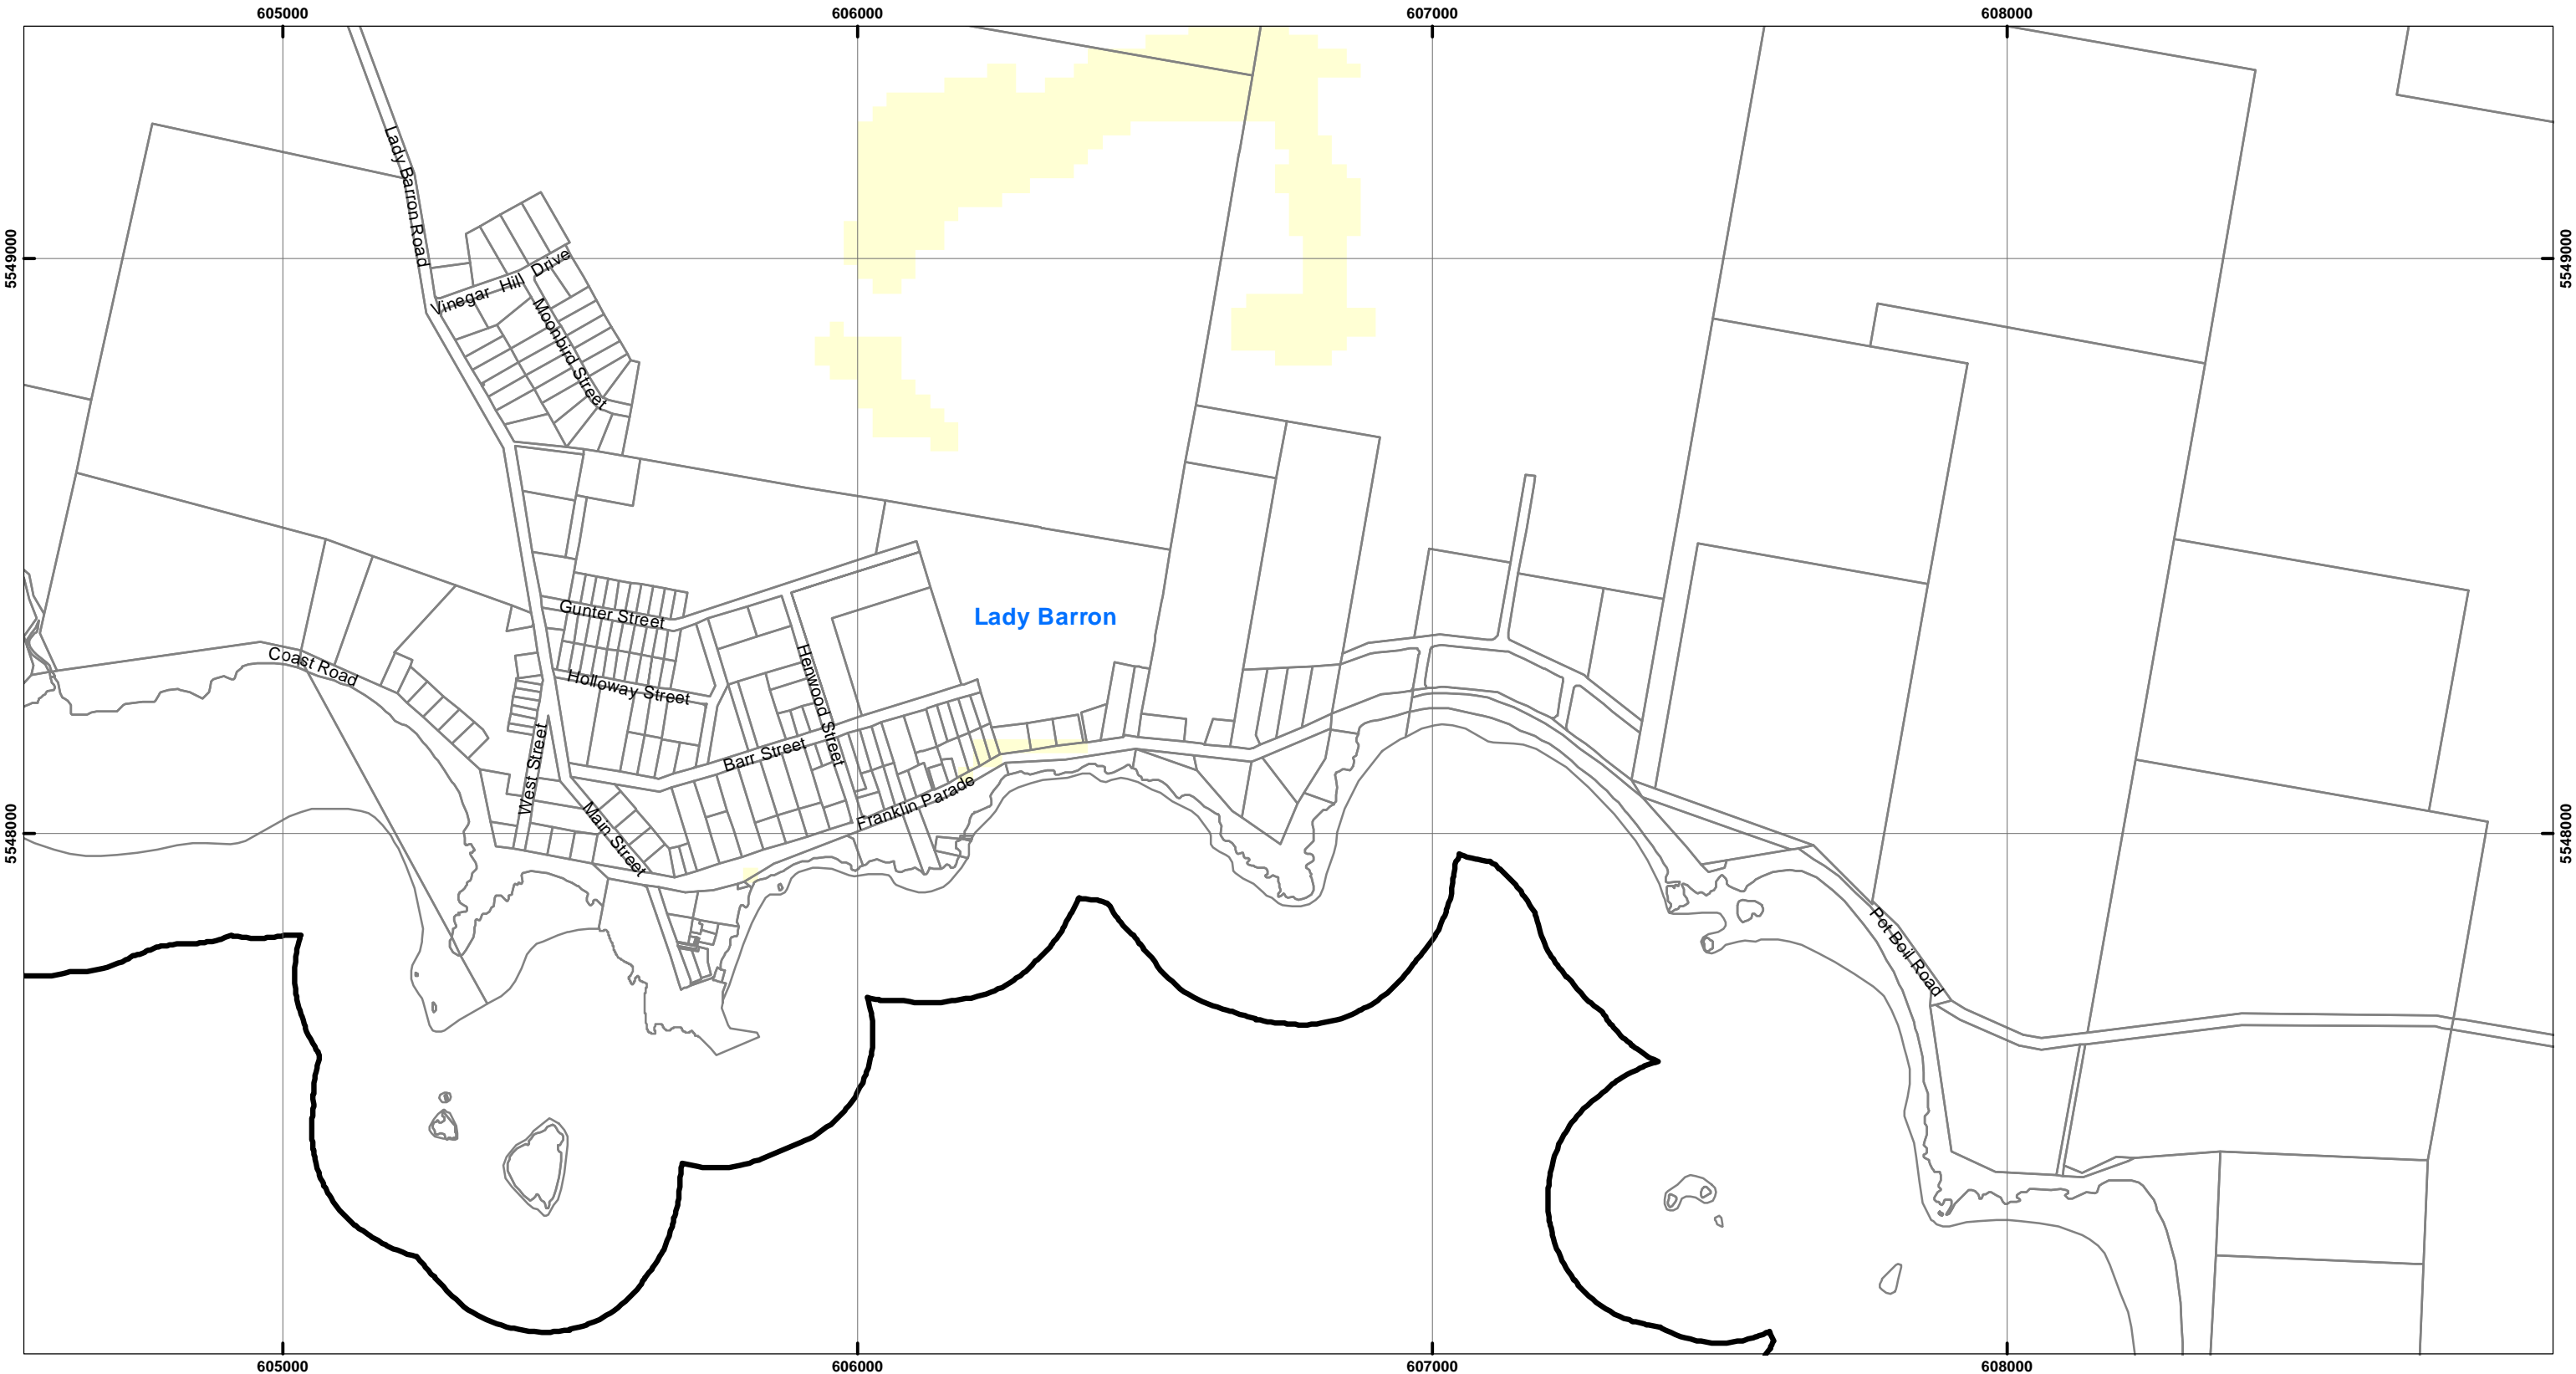 605000
606000
607000
608000
Lady Barron Road
5549000
5549000
Vinegar Hill Drive
Moonbird Street
Gunter Street
Lady Barron
Coast Road
Holloway Street
Henwood Street
West Street
Barr Street
Franklin Parade
Main Street
5548000
5548000
Pot Boil Road
605000
606000
607000
608000